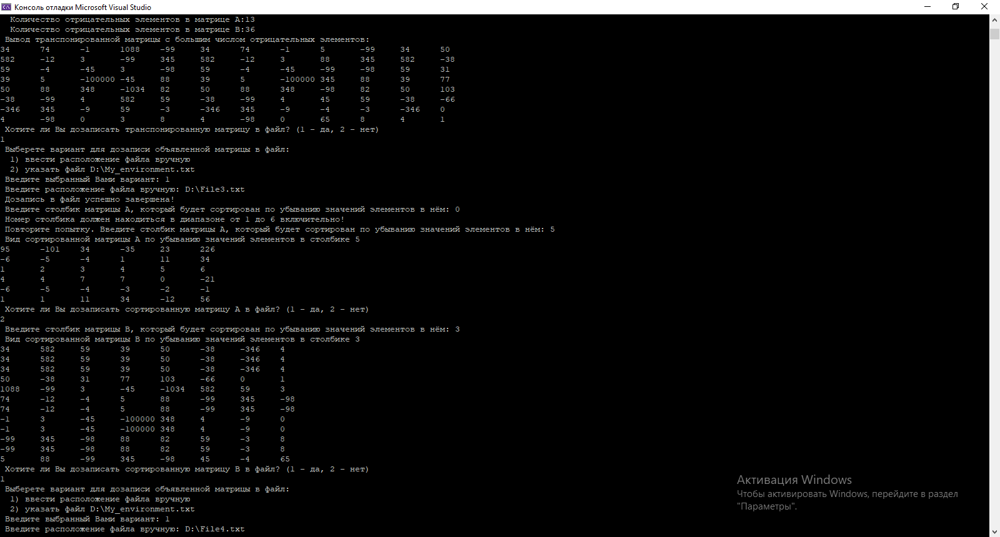 Консоль отладки Microsoft Visual Studio
Количество отрицательных элементов в матрице A:13
Количество отрицательных элементов в матрице B:36
Вывод транспонированной матрицы с большим числом отрицательных элементов:
34 74 -1 1088 -99 34 74 -1 5 -99 34 50
582 -12 3 -99 345 582 -12 3 88 345 582 -38
59 -4 -45 3 -98 59 -4 -45 -99 -98 59 31
39 5 -100000 -45 88 39 5 -100000 345 88 39 77
50 88 348 -1034 82 50 88 348 -98 82 50 103
-38 -99 4 582 59 -38 -99 4 45 59 -38 -66
-346 345 -9 59 -3 -346 345 -9 -4 -3 -346 0
4 -98 0 3 8 4 -98 0 65 8 4 1
Хотите ли Вы дозаписать транспонированную матрицу в файл? (1 - да, 2 - нет)
1
Выберете вариант для дозаписи объявленной матрицы в файл:
1) ввести расположение файла вручную
2) указать файл D:\My_environment.txt
Введите выбранный Вами вариант: 1
Введите расположение файла вручную: D:\File3.txt
Дозапись в файл успешно завершена!
Введите столбик матрицы A, который будет сортирован по убыванию значений элементов в нём: 0
Номер столбика должен находиться в диапазоне от 1 до 6 включительно!
Повторите попытку. Введите столбик матрицы A, который будет сортирован по убыванию значений элементов в нём: 5
Вид сортированной матрицы A по убыванию значений элементов в столбике 5
95 -101 34 -35 23 226
-6 -5 -4 1 11 34
1 2 3 4 5 6
4 4 7 7 0 -21
-6 -5 -4 -3 -2 -1
1 1 11 34 -12 56
Хотите ли Вы дозаписать сортированную матрицу A в файл? (1 - да, 2 - нет)
2
Введите столбик матрицы B, который будет сортирован по убыванию значений элементов в нём: 3
Вид сортированной матрицы B по убыванию значений элементов в столбике 3
34 582 59 39 50 -38 -346 4
34 582 59 39 50 -38 -346 4
34 582 59 39 50 -38 -346 4
50 -38 31 77 103 -66 0 1
1088 -99 3 -45 -1034 582 59 3
74 -12 -4 5 88 -99 345 -98
74 -12 -4 5 88 -99 345 -98
-1 3 -45 -100000 348 4 -9 0
-1 3 -45 -100000 348 4 -9 0
-99 345 -98 88 82 59 -3 8
-99 345 -98 88 82 59 -3 8
5 88 -99 345 -98 45 -4 65
Хотите ли Вы дозаписать сортированную матрицу B в файл? (1 - да, 2 - нет)
1
Выберете вариант для дозаписи объявленной матрицы в файл:
1) ввести расположение файла вручную
2) указать файл D:\My_environment.txt
Введите выбранный Вами вариант: 1
Введите расположение файла вручную: D:\File4.txt
Активация Windows
Чтобы активировать Windows, перейдите в раздел
"Параметры".